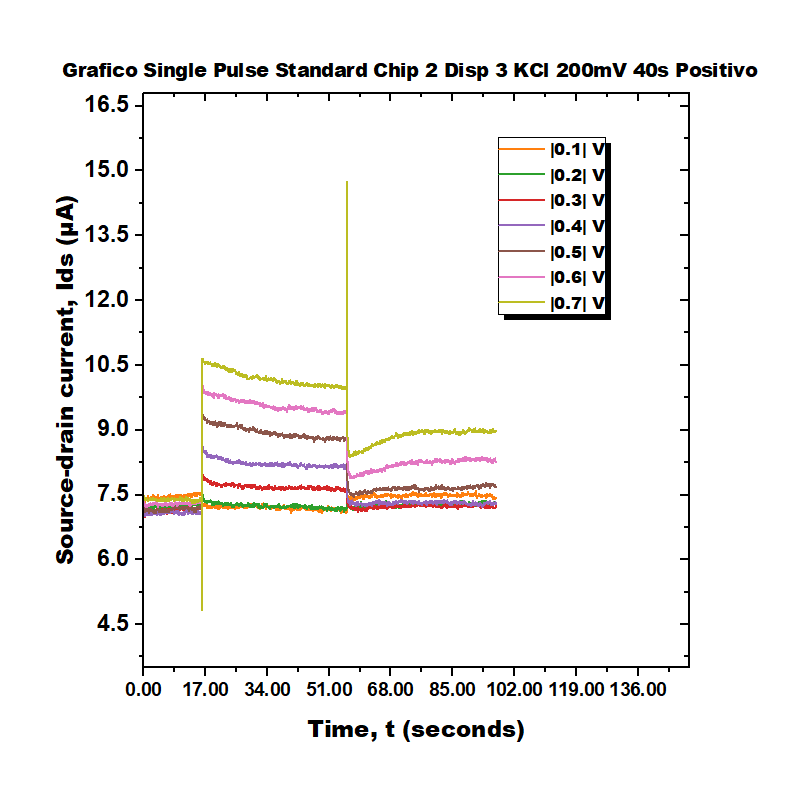 Grafico Single Pulse Standard Chip 2 Disp 3 KCl 200mV 40s Positivo
16.5
15.0
13.5
12.0
10.5
9.0
7.5
6.0
4.5
Source-drain current, Ids (μA)
|0.1| V
|0.2| V
|0.3| V
|0.4| V
|0.5| V
|0.6| V
|0.7| V
0.00 17.00 34.00 51.00 68.00 85.00 102.00 119.00 136.00
Time, t (seconds)